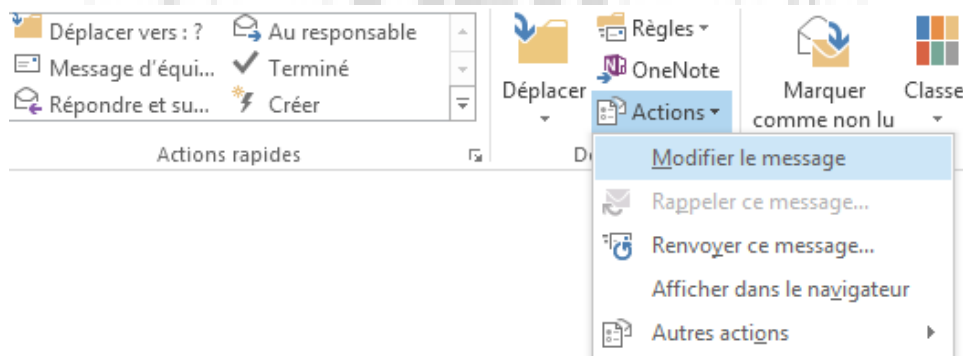 Déplacer vers : ? Au responsable
Message d'équi... Terminé
Répondre et su... Créer
Actions rapides
Déplacer
Règles
OneNote
Actions
Marquer
comme non lu
Classe
D
Modifier le message
Rappeler ce message...
Renvoyer ce message...
Afficher dans le navigateur
Autres actions